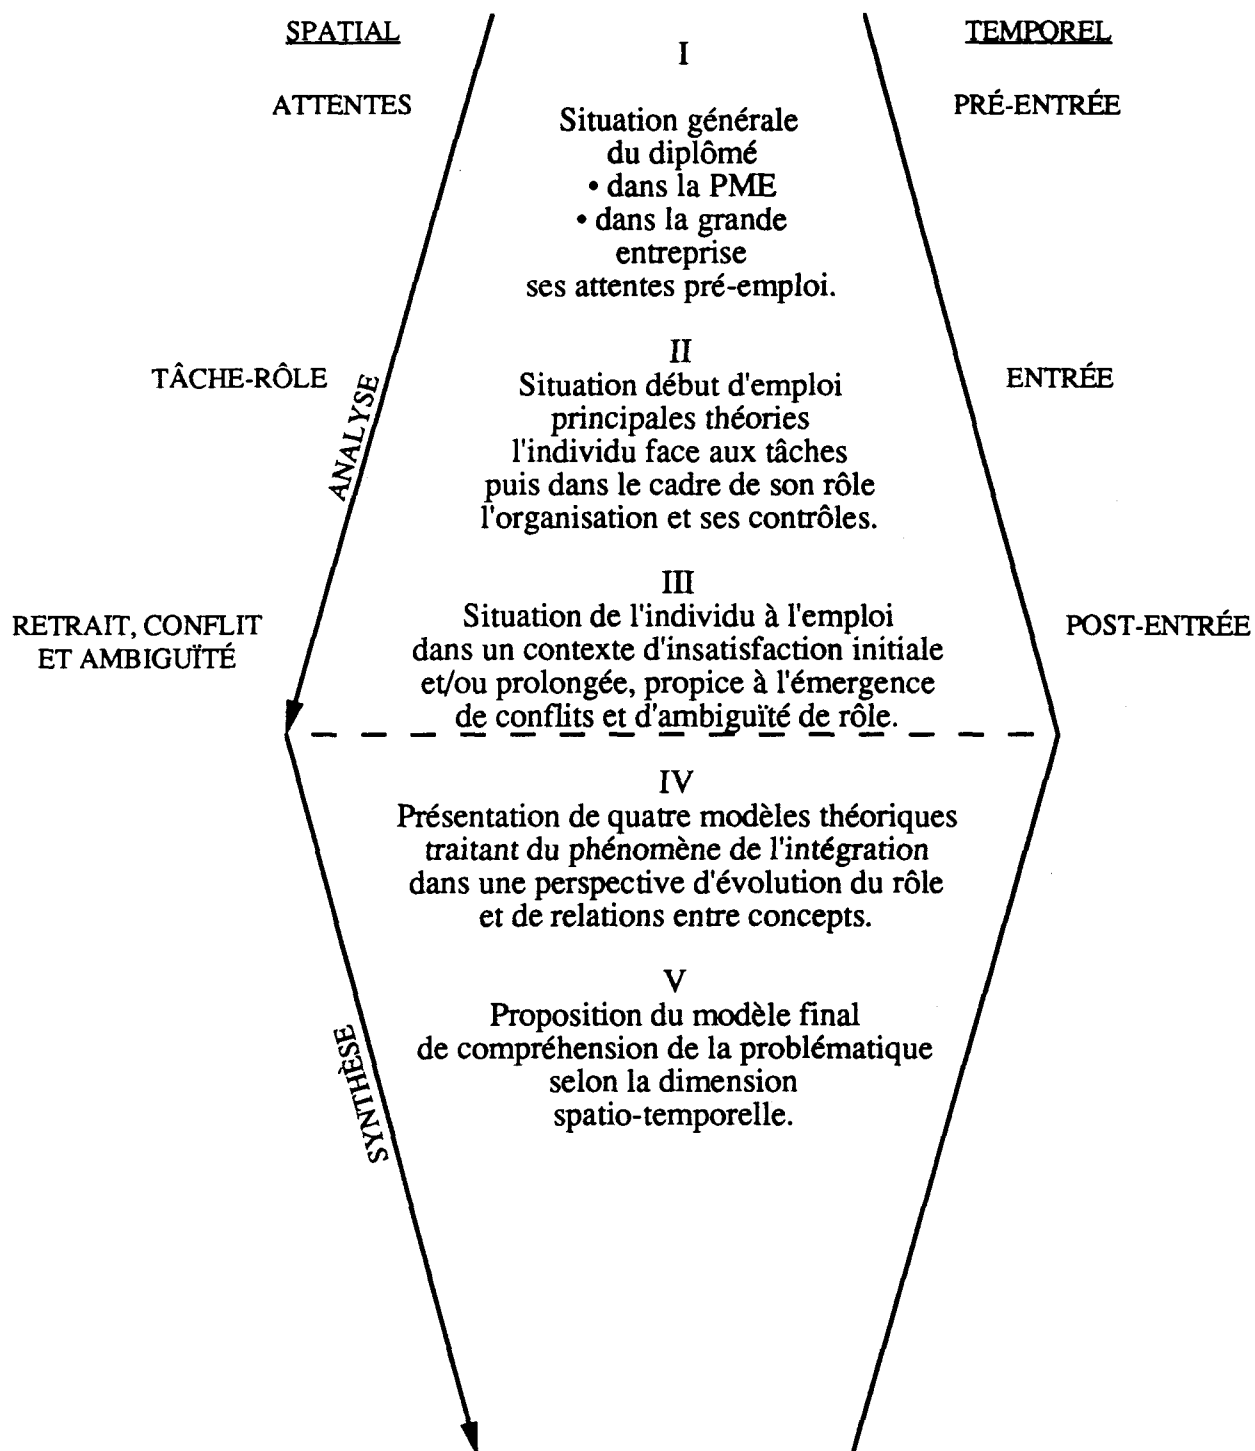 SPATIAL
TEMPOREL
I
ATTENTES
PRÉ-ENTRÉE
Situation générale
du diplômé
• dans la PME
• dans la grande
entreprise
ses attentes pré-emploi.
II
TÂCHE-RÔLE
ENTRÉE
ANALYSE
Situation début d'emploi
principales théories
l'individu face aux tâches
puis dans le cadre de son rôle
l'organisation et ses contrôles.
III
RETRAIT, CONFLIT
ET AMBIGUÏTÉ
POST-ENTRÉE
Situation de l'individu à l'emploi
dans un contexte d'insatisfaction initiale
et/ou prolongée, propice à l'émergence
de conflits et d'ambiguïté de rôle.
IV
Présentation de quatre modèles théoriques
traitant du phénomène de l'intégration
dans une perspective d'évolution du rôle
et de relations entre concepts.
V
SYNTHÈSE
Proposition du modèle final
de compréhension de la problématique
selon la dimension
spatio-temporelle.